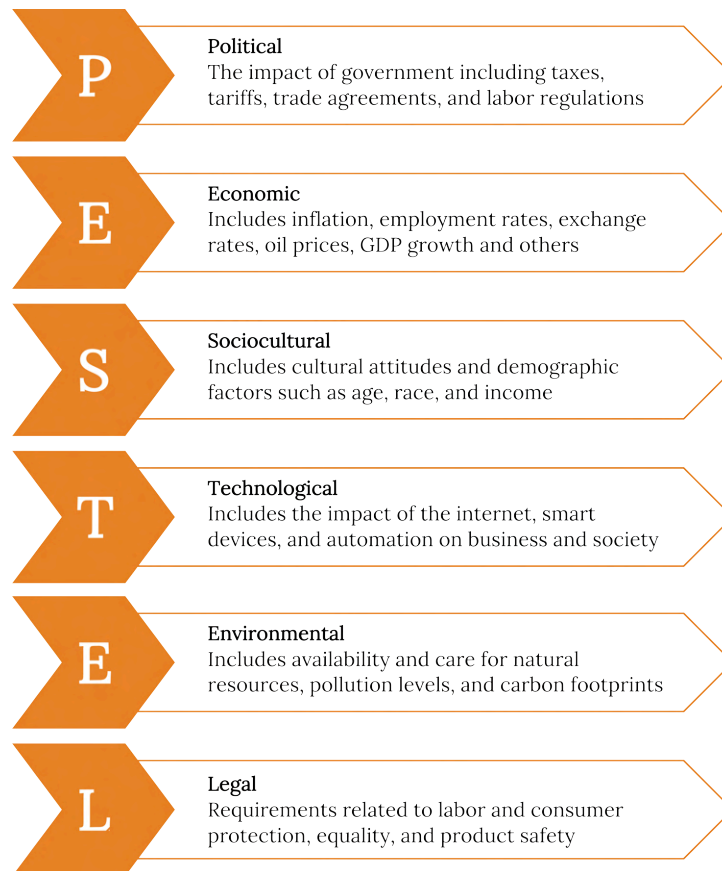 P
Political
The impact of government including taxes,
tariffs, trade agreements, and labor regulations
E
Economic
Includes inflation, employment rates, exchange
rates, oil prices, GDP growth and others
S
Sociocultural
Includes cultural attitudes and demographic
factors such as age, race, and income
T
Technological
Includes the impact of the internet, smart
devices, and automation on business and society
E
Environmental
Includes availability and care for natural
resources, pollution levels, and carbon footprints
L
Legal
Requirements related to labor and consumer
protection, equality, and product safety